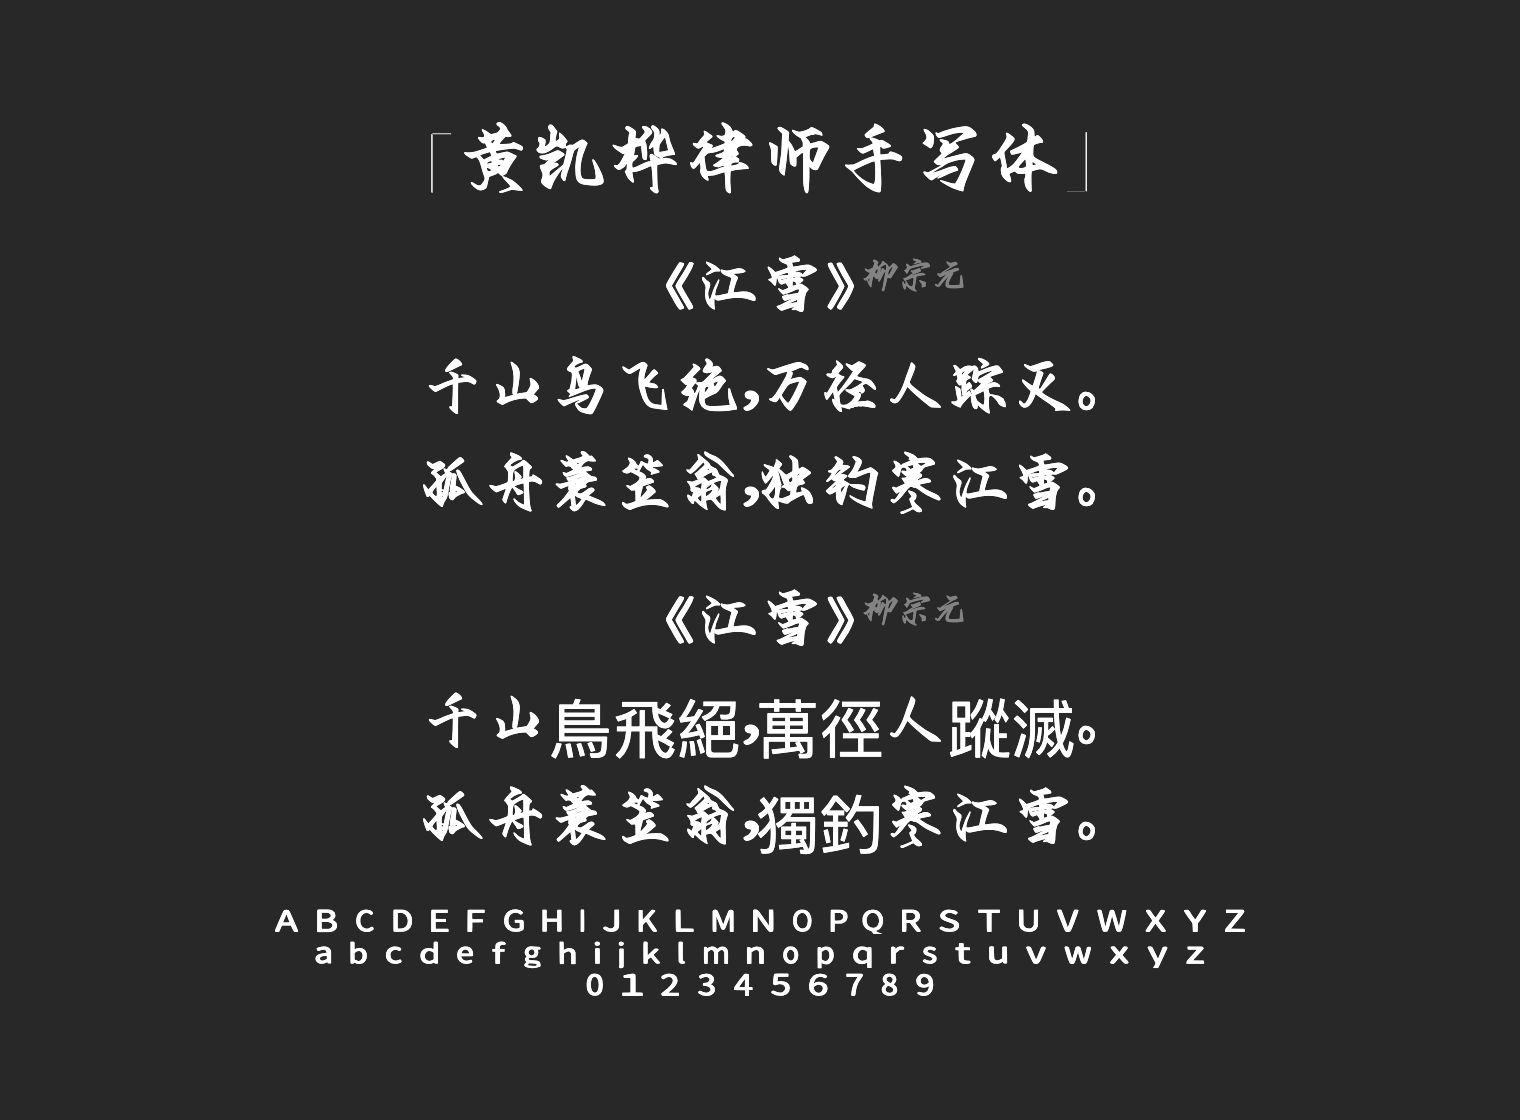 「黄凯桦律师手写体」
《江雪》柳宗元
千山鸟飞绝,万径人踪灭。
孤舟蓑笠翁,独钓寒江雪。
《江雪》柳宗元
千山鳥飛絕,萬徑人蹤滅。
孤舟蓑笠翁,獨釣寒江雪。
A B C D E F G H I J K L M N O P Q R S T U V W X Y Z
a b c d e f g h i j k l m n o p q r s t u v w x y z
0 1 2 3 4 5 6 7 8 9